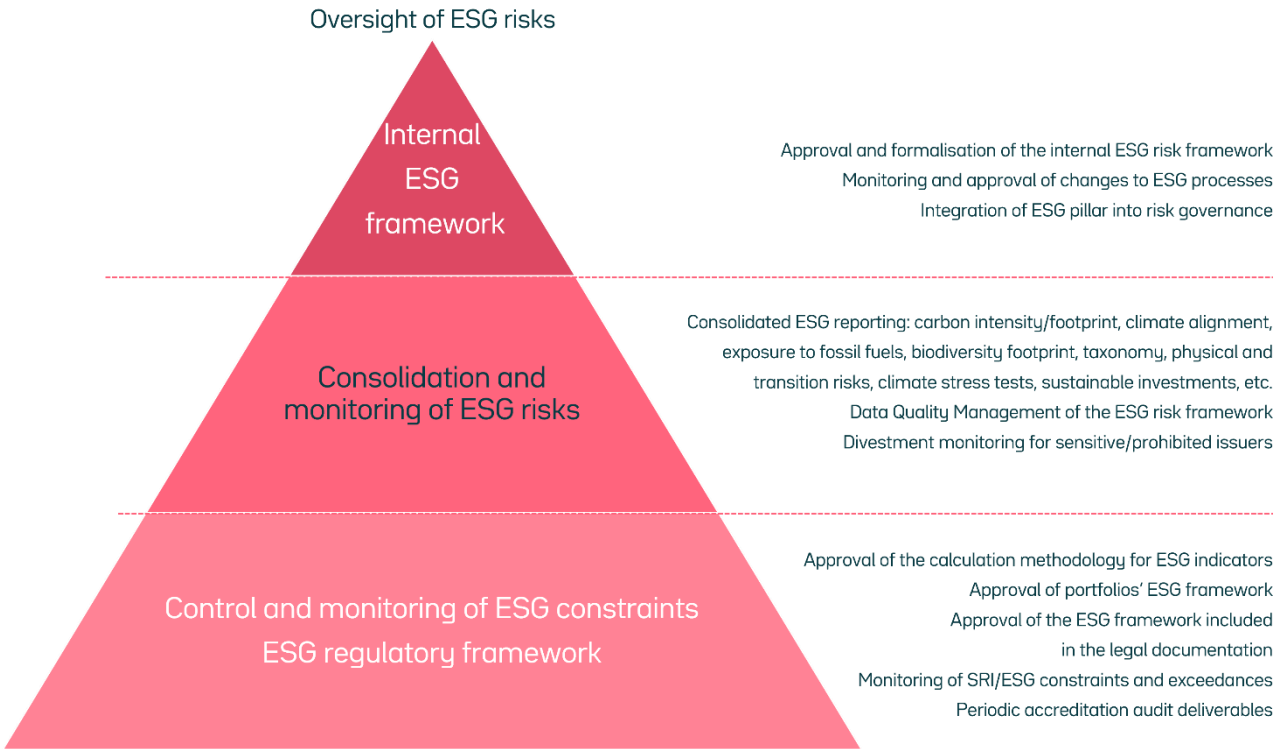 Oversight of ESG risks
Internal
ESG
framework
Approval and formalisation of the internal ESG risk framework
Monitoring and approval of changes to ESG processes
Integration of ESG pillar into risk governance
Consolidation and
monitoring of ESG risks
Consolidated ESG reporting: carbon intensity/footprint, climate alignment,
exposure to fossil fuels, biodiversity footprint, taxonomy, physical and
transition risks, climate stress tests, sustainable investments, etc.
Data Quality Management of the ESG risk framework
Divestment monitoring for sensitive/prohibited issuers
Control and monitoring of ESG constraints
ESG regulatory framework
Approval of the calculation methodology for ESG indicators
Approval of portfolios’ ESG framework
Approval of the ESG framework included
in the legal documentation
Monitoring of SRI/ESG constraints and exceedances
Periodic accreditation audit deliverables